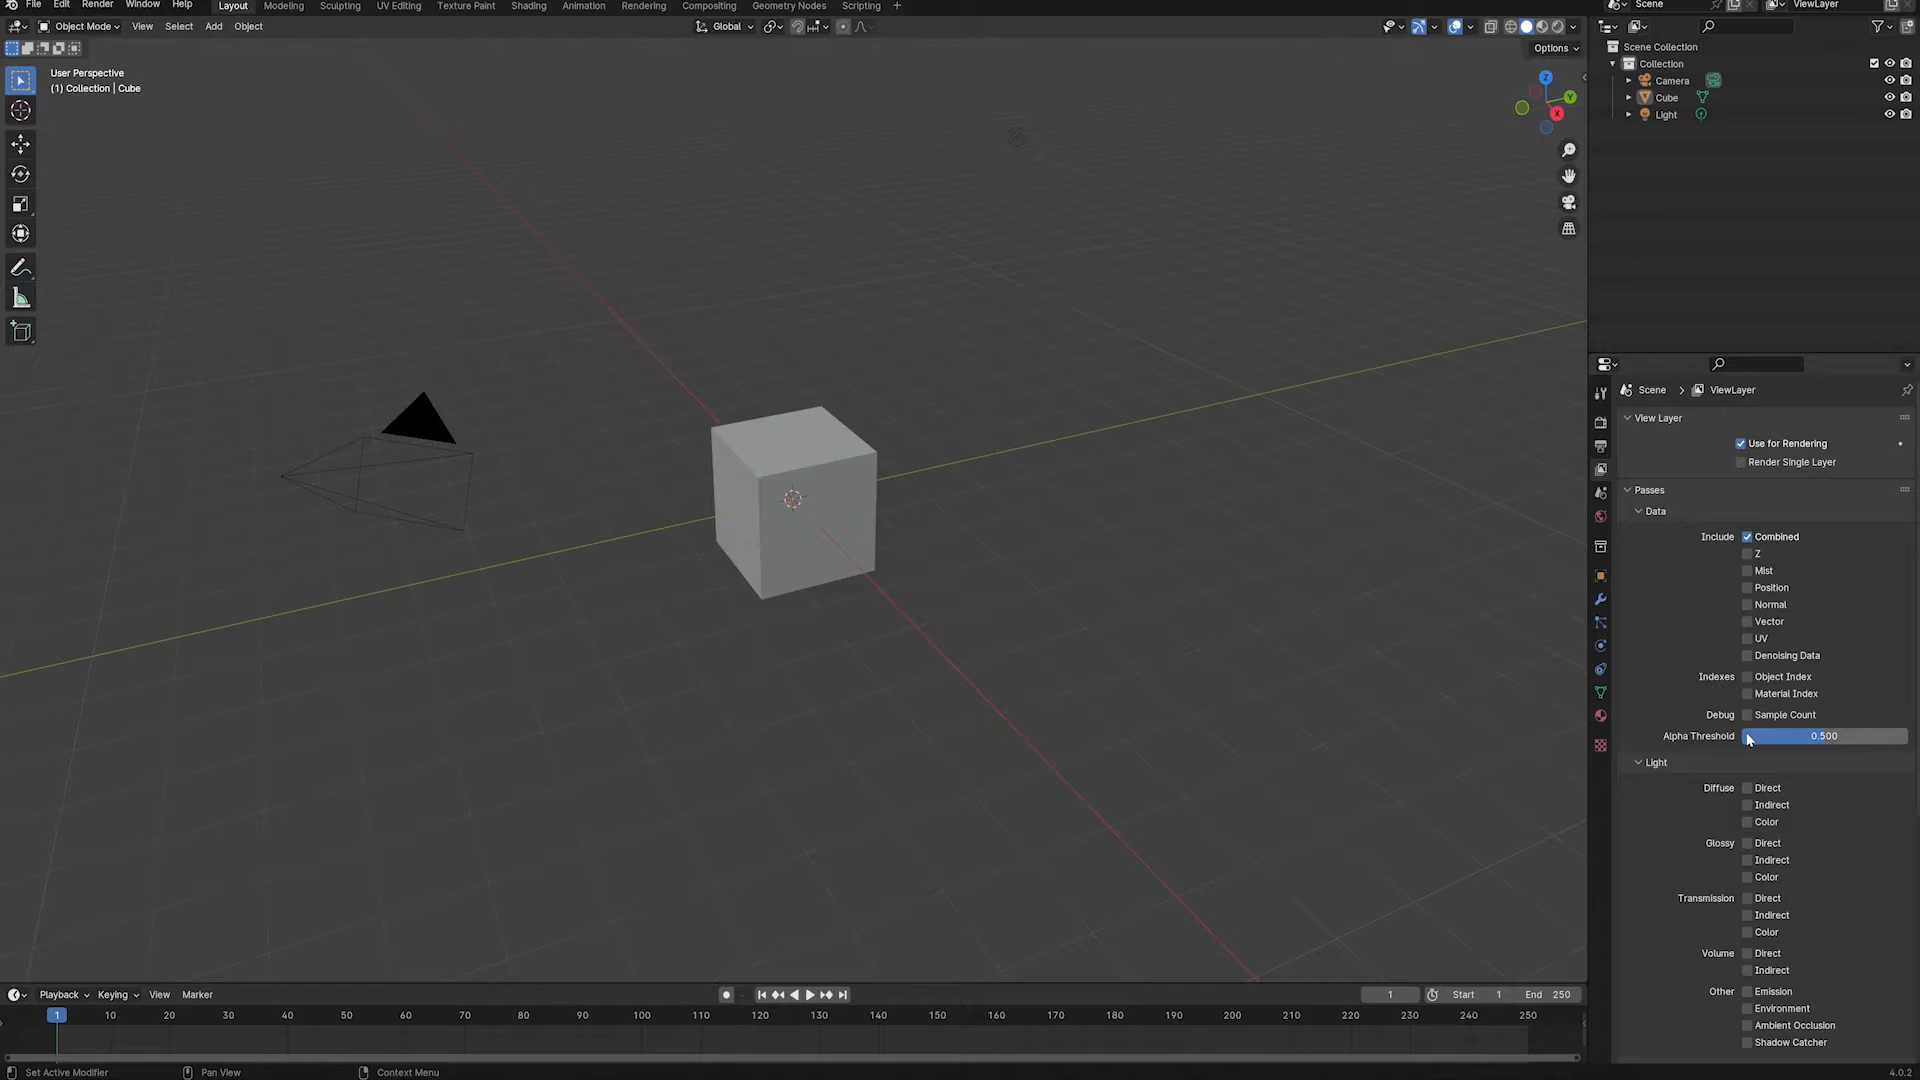 File Edit Render Window Help Layout Modeling Sculpting UV Editing Texture Paint Shading Animation Rendering Compositing Geometry Nodes Scripting + Scene ViewLayer
Object Mode View Select Add Object Global
Options
User Perspective
(1) Collection | Cube
Z
Y
X
Scene Collection
Collection
Camera
Cube
Light
Scene > ViewLayer
View Layer
Use for Rendering
Render Single Layer
Passes
Data
Include Combined
Z
Mist
Position
Normal
Vector
UV
Denoising Data
Indexes Object Index
Material Index
Debug Sample Count
Alpha Threshold 0.500
Light
Diffuse Direct
Indirect
Color
Glossy Direct
Indirect
Color
Transmission Direct
Indirect
Color
Volume Direct
Indirect
Other Emission
Environment
Ambient Occlusion
Shadow Catcher
Playback Keying View Marker 1 Start 1 End 250
1 10 20 30 40 50 60 70 80 90 100 110 120 130 140 150 160 170 180 190 200 210 220 230 240 250
Set Active Modifier Pan View Context Menu 4.0.2